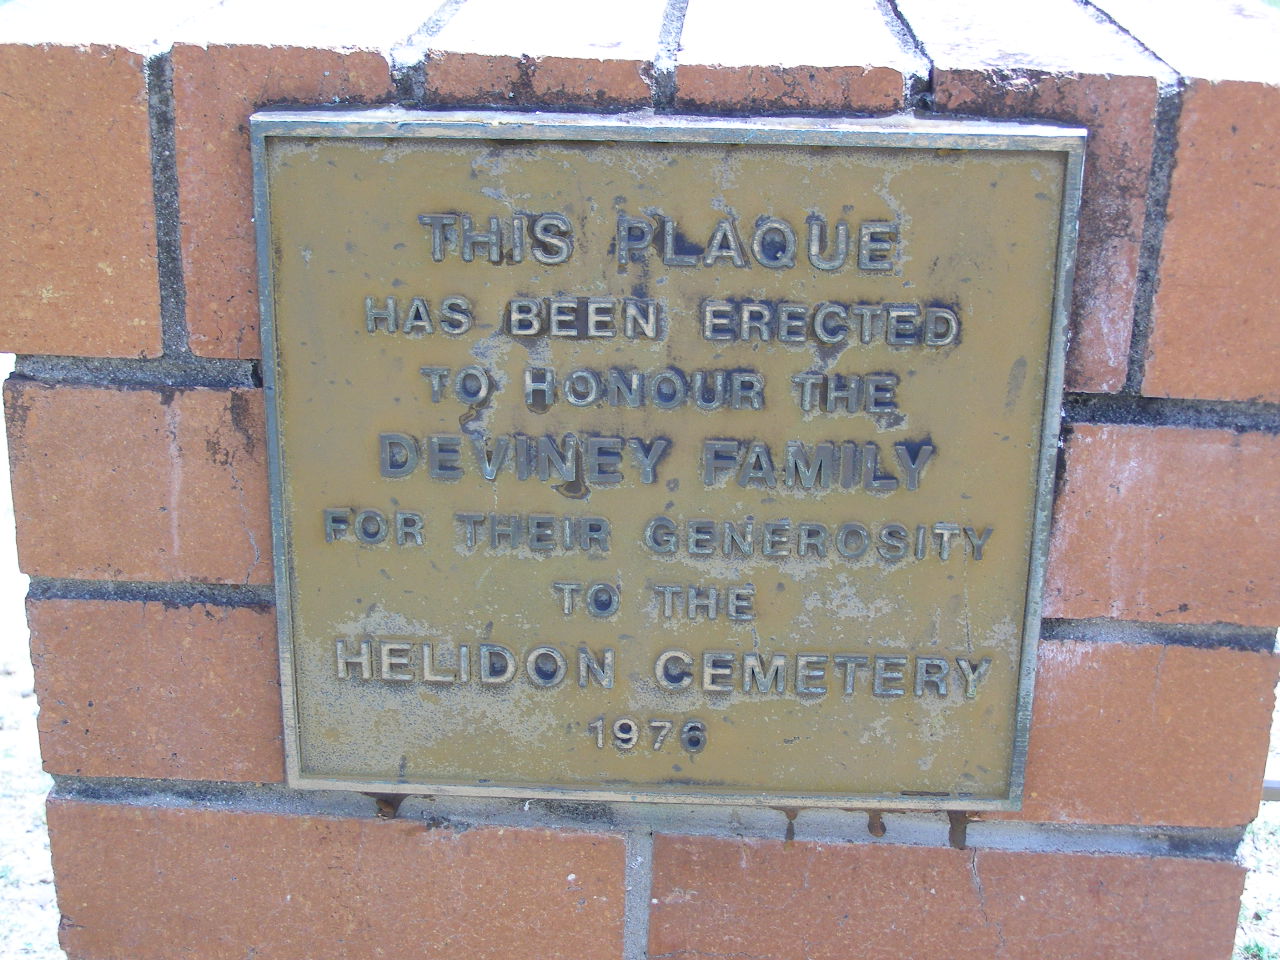 THIS PLAQUE
HAS BEEN ERECTED
TO HONOUR THE
DEVINEY FAMILY
FOR THEIR GENEROSITY
TO THE
HELIDON CEMETERY
1976